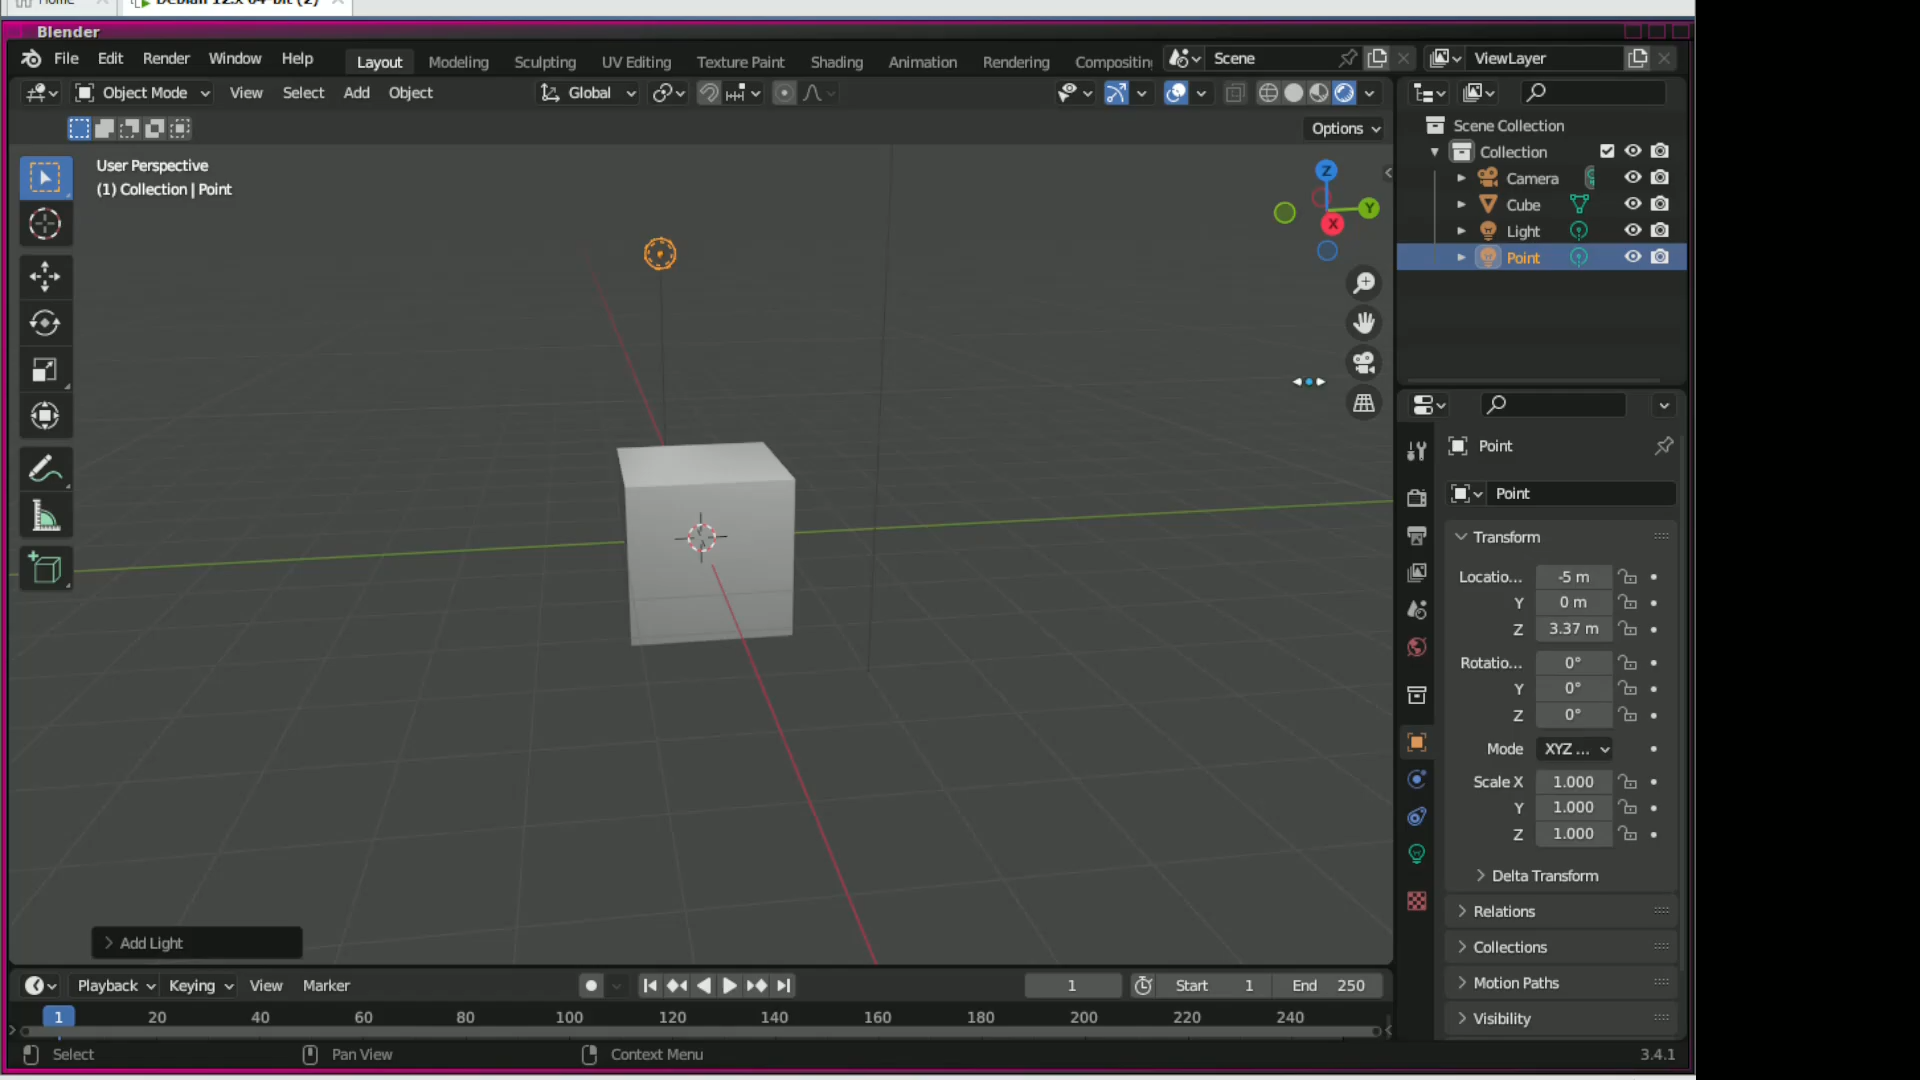 Home
Debian 12.x 64-bit (2)
Blender
File Edit Render Window Help
Layout Modeling Sculpting UV Editing Texture Paint Shading Animation Rendering Compositin
Scene
ViewLayer
Object Mode View Select Add Object
Global
Options
User Perspective
(1) Collection | Point
Z
Y
X
Scene Collection
Collection
Camera
Cube
Light
Point
Point
Point
Transform
Locatio... -5 m
Y 0 m
Z 3.37 m
Rotatio... 0°
Y 0°
Z 0°
Mode XYZ ...
Scale X 1.000
Y 1.000
Z 1.000
Delta Transform
Relations
Collections
Motion Paths
Visibility
Add Light
Playback Keying View Marker
1 Start 1 End 250
1 20 40 60 80 100 120 140 160 180 200 220 240
Select Pan View Context Menu 3.4.1